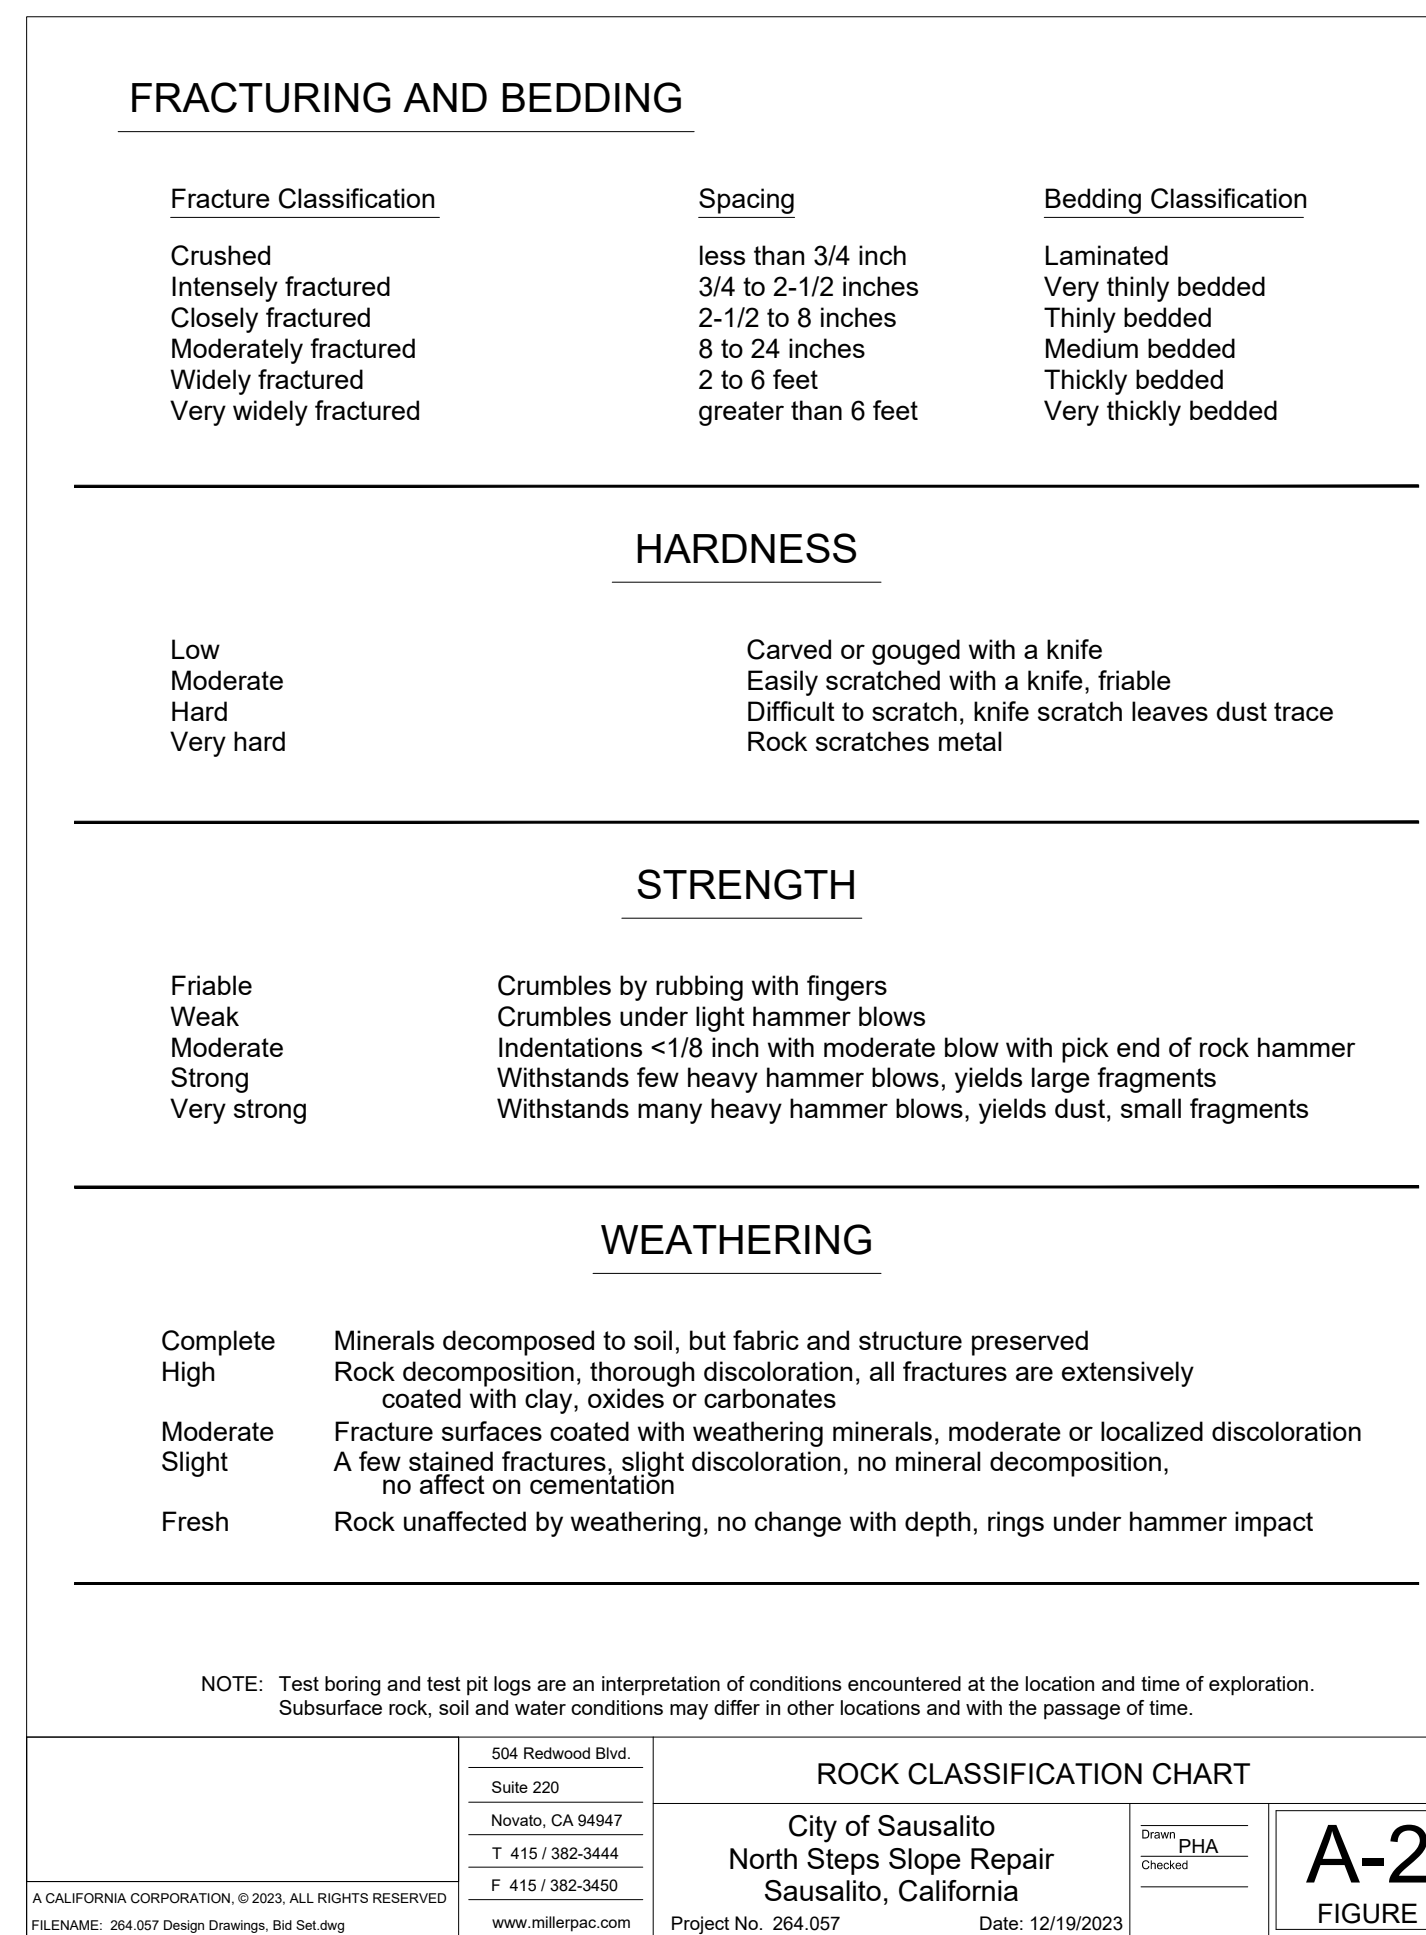 FRACTURING AND BEDDING
Fracture Classification Spacing Bedding Classification
Crushed less than 3/4 inch Laminated
Intensely fractured 3/4 to 2-1/2 inches Very thinly bedded
Closely fractured 2-1/2 to 8 inches Thinly bedded
Moderately fractured 8 to 24 inches Medium bedded
Widely fractured 2 to 6 feet Thickly bedded
Very widely fractured greater than 6 feet Very thickly bedded
HARDNESS
Low Carved or gouged with a knife
Moderate Easily scratched with a knife, friable
Hard Difficult to scratch, knife scratch leaves dust trace
Very hard Rock scratches metal
STRENGTH
Friable Crumbles by rubbing with fingers
Weak Crumbles under light hammer blows
Moderate Indentations <1/8 inch with moderate blow with pick end of rock hammer
Strong Withstands few heavy hammer blows, yields large fragments
Very strong Withstands many heavy hammer blows, yields dust, small fragments
WEATHERING
Complete Minerals decomposed to soil, but fabric and structure preserved
High Rock decomposition, thorough discoloration, all fractures are extensively
coated with clay, oxides or carbonates
Moderate Fracture surfaces coated with weathering minerals, moderate or localized discoloration
Slight A few stained fractures, slight discoloration, no mineral decomposition,
no affect on cementation
Fresh Rock unaffected by weathering, no change with depth, rings under hammer impact
NOTE: Test boring and test pit logs are an interpretation of conditions encountered at the location and time of exploration.
Subsurface rock, soil and water conditions may differ in other locations and with the passage of time.
A CALIFORNIA CORPORATION, © 2023, ALL RIGHTS RESERVED
FILENAME: 264.057 Design Drawings, Bid Set.dwg
504 Redwood Blvd.
Suite 220
Novato, CA 94947
T 415 / 382-3444
F 415 / 382-3450
www.millerpac.com
ROCK CLASSIFICATION CHART
City of Sausalito
North Steps Slope Repair
Sausalito, California
Project No. 264.057 Date: 12/19/2023
Drawn PHA
Checked
A-2
FIGURE